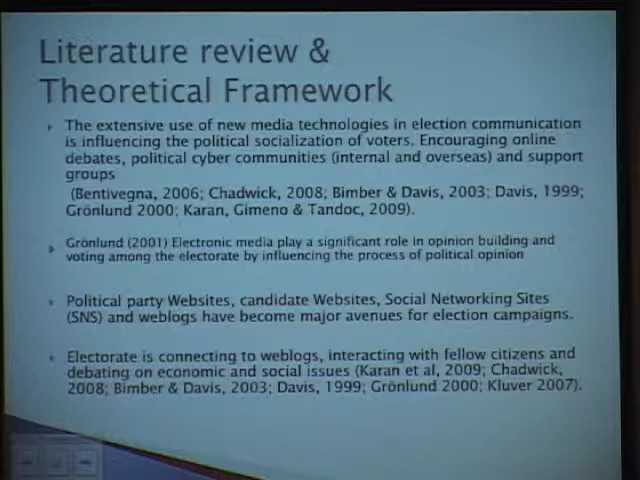 Literature review &
Theoretical Framework
The extensive use of new media technologies in election communication
is influencing the political socialization of voters. Encouraging online
debates, political cyber communities (internal and overseas) and support
groups
(Bentivegna, 2006; Chadwick, 2008; Bimber & Davis, 2003; Davis, 1999;
Grönlund 2000; Karan, Gimeno & Tandoc, 2009).
Grönlund (2001) Electronic media play a significant role in opinion building and
voting among the electorate by influencing the process of political opinion
Political party Websites, candidate Websites, Social Networking Sites
(SNS) and weblogs have become major avenues for election campaigns.
Electorate is connecting to weblogs, interacting with fellow citizens and
debating on economic and social issues (Karan et al, 2009; Chadwick,
2008; Bimber & Davis, 2003; Davis, 1999; Grönlund 2000; Kluver 2007).